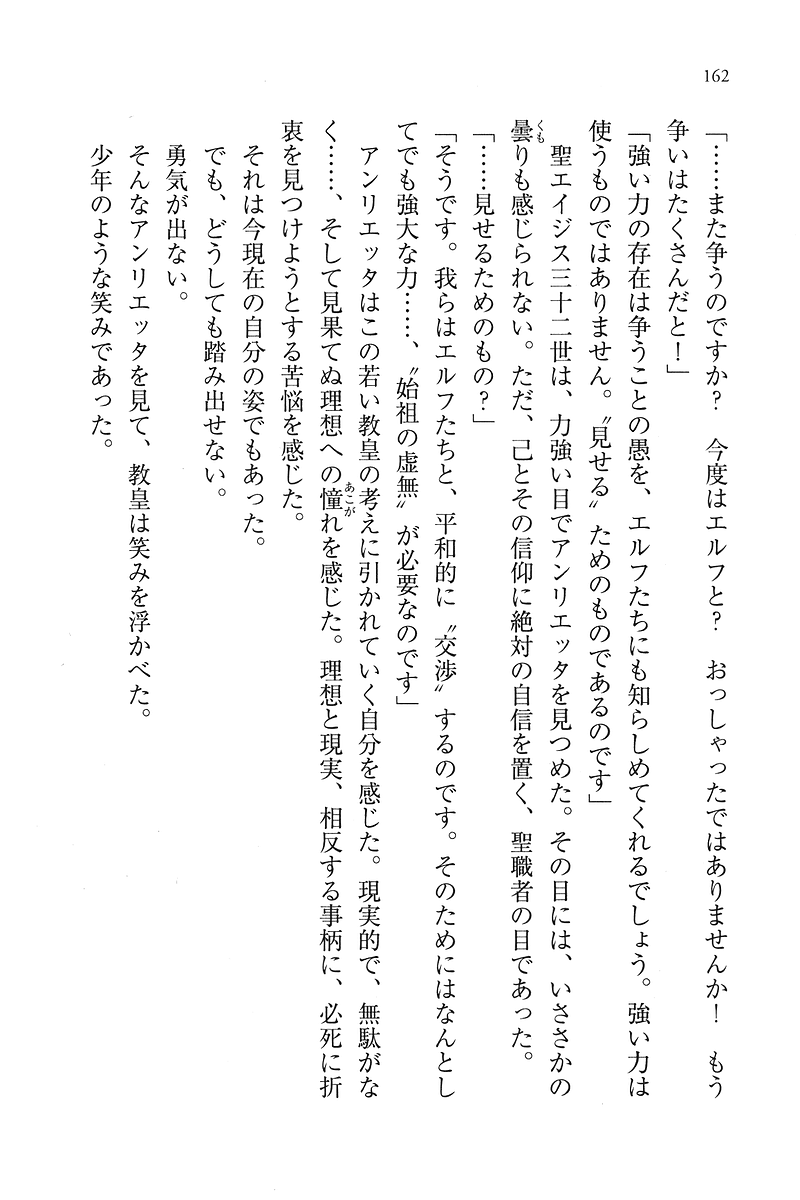 162
「……また争うのですか？　今度はエルフと？　おっしゃったではありませんか！　もう
争いはたくさんだと！」
「強い力の存在は争うことの愚を、エルフたちにも知らしめてくれるでしょう。強い力は
使うものではありません。〝見せる〟ためのものであるのです」
　聖エイジス三十二世は、力強い目でアンリエッタを見つめた。その目には、いささかの
曇りも感じられない。ただ、己とその信仰に絶対の自信を置く、聖職者の目であった。
「……見せるためのもの？」
「そうです。我らはエルフたちと、平和的に〝交渉〟するのです。そのためにはなんとし
てでも強大な力……、〝始祖の虚無〟が必要なのです」
　アンリエッタはこの若い教皇の考えに引かれていく自分を感じた。現実的で、無駄がな
く……、そして見果てぬ理想への憧れを感じた。理想と現実、相反する事柄に、必死に折
衷を見つけようとする苦悩を感じた。
　それは今現在の自分の姿でもあった。
　でも、どうしても踏み出せない。
　勇気が出ない。
　そんなアンリエッタを見て、教皇は笑みを浮かべた。
　少年のような笑みであった。